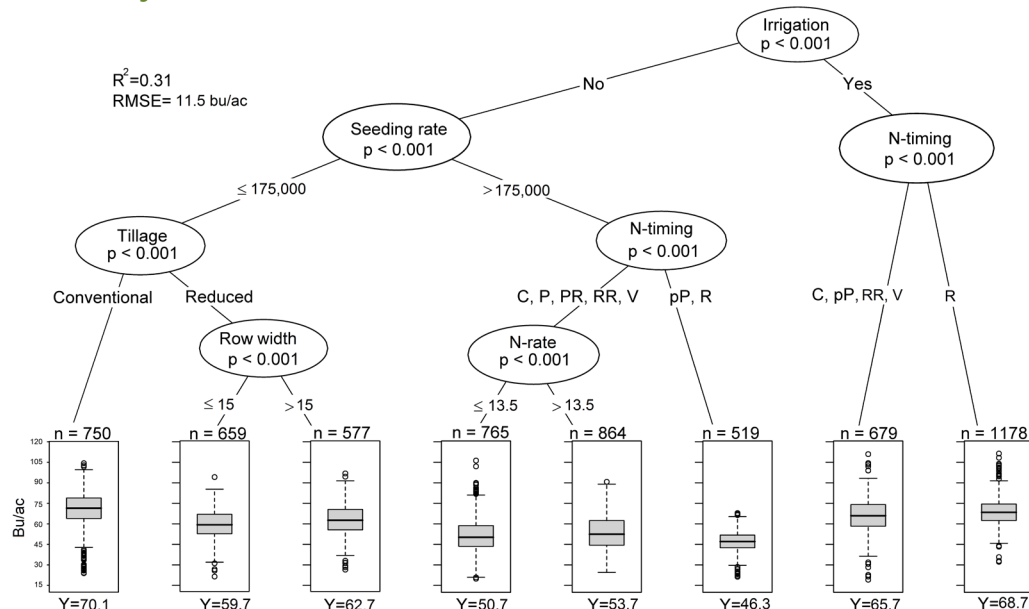 Irrigation
p < 0.001
R²=0.31
RMSE= 11.5 bu/ac
No
Yes
Seeding rate
p < 0.001
N-timing
p < 0.001
≤ 175,000
>175,000
Tillage
p < 0.001
N-timing
p < 0.001
Conventional
Reduced
C, P, PR, RR, V
pP, R
C, pP, RR, V
R
Row width
p < 0.001
N-rate
p < 0.001
≤ 15
>15
≤ 13.5
>13.5
n = 750
n = 659
n = 577
n = 765
n = 864
n = 519
n = 679
n = 1178
Bu/ac
120
105
90
75
60
45
30
15
Y=70.1
Y=59.7
Y=62.7
Y=50.7
Y=53.7
Y=46.3
Y=65.7
Y=68.7